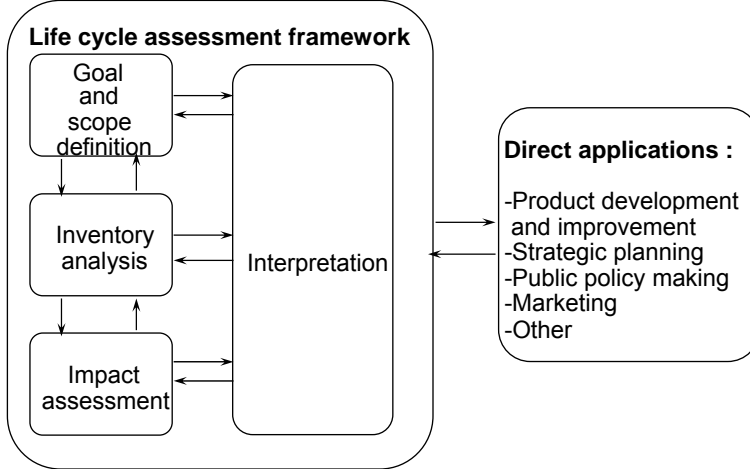 Life cycle assessment framework
Goal
and
scope
definition
Inventory
analysis
Impact
assessment
Interpretation
Direct applications :
-Product development
and improvement
-Strategic planning
-Public policy making
-Marketing
-Other